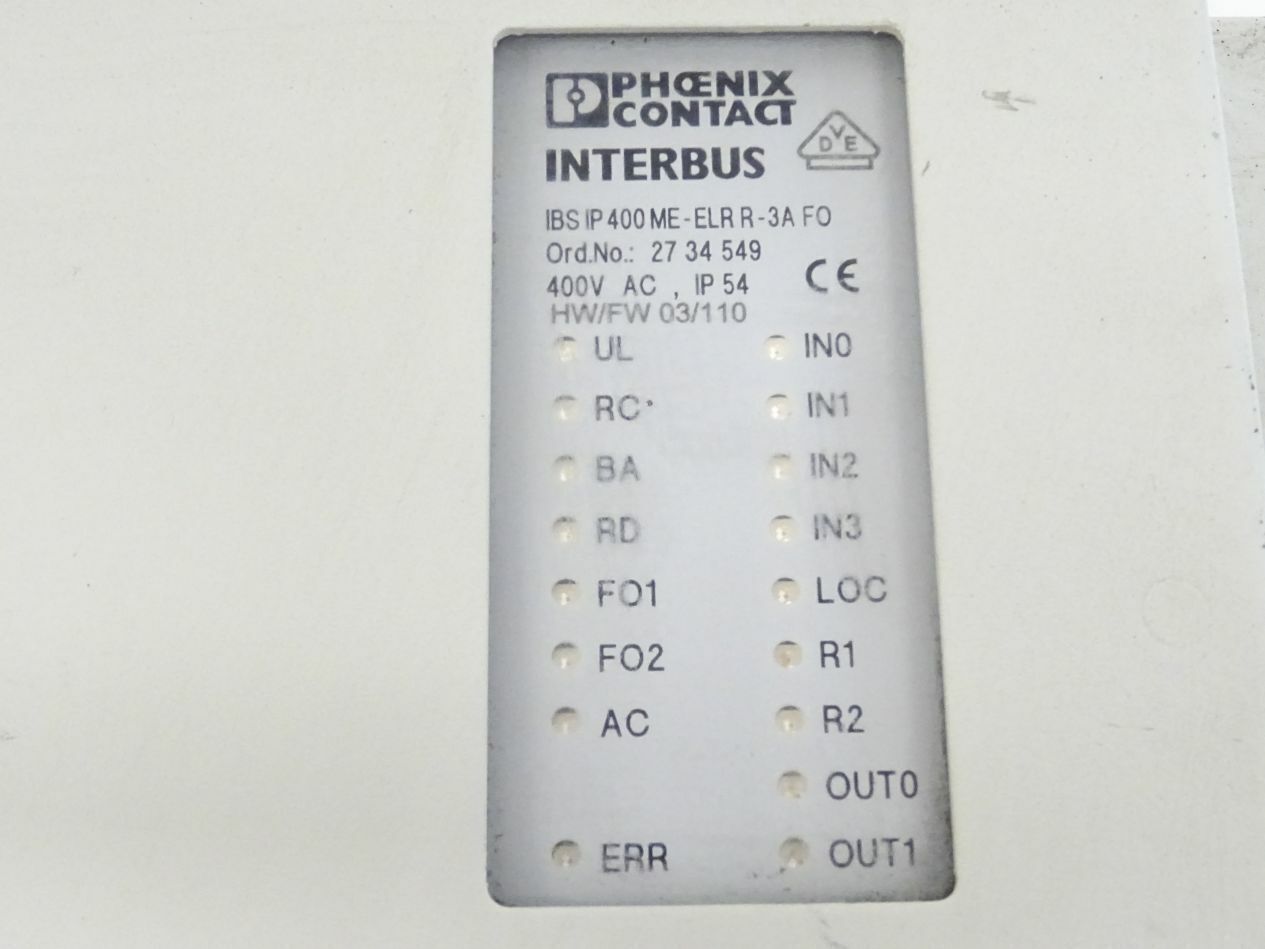 PHŒNIX
CONTACT
INTERBUS
DVE
IBS IP 400 ME-ELR R-3A FO
Ord.No.: 27 34 549
400V AC , IP 54
CE
HW/FW 03/110
UL IN0
RC IN1
BA IN2
RD IN3
FO1 LOC
FO2 R1
AC R2
OUT0
ERR OUT1